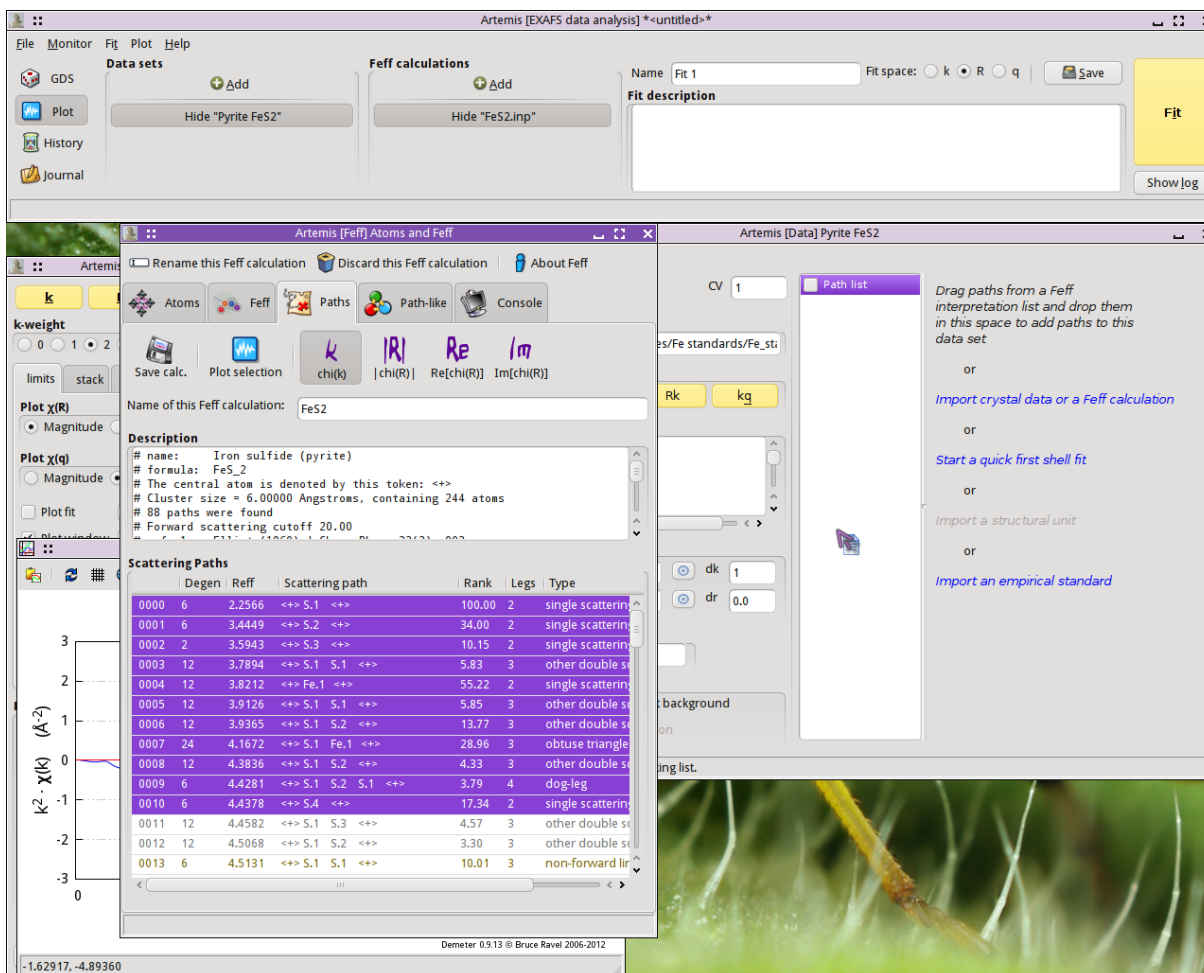 Artemis [EXAFS data analysis] *<untitled>*
File Monitor Fit Plot Help
GDS
Plot
History
Journal
Data sets
Add
Hide "Pyrite FeS2"
Feff calculations
Add
Hide "FeS2.inp"
Name Fit 1
Fit space: k R q
Save
Fit description
Fit
Show log
Artemis
k
k-weight
0 1 2
limits stack
Plot χ(R)
Magnitude
Plot χ(q)
Magnitude
Plot fit
Plot window
Artemis [Feff] Atoms and Feff
Rename this Feff calculation Discard this Feff calculation About Feff
Atoms Feff Paths Path-like Console
Save calc. Plot selection chi(k) |chi(R)| Re[chi(R)] Im[chi(R)]
Name of this Feff calculation: FeS2
Description
# name: Iron sulfide (pyrite)
# formula: FeS_2
# The central atom is denoted by this token: <+>
# Cluster size = 6.00000 Angstroms, containing 244 atoms
# 88 paths were found
# Forward scattering cutoff 20.00
Scattering Paths
Degen Reff Scattering path Rank Legs Type
0000 6 2.2566 <+> S.1 <+> 100.00 2 single scattering
0001 6 3.4449 <+> S.2 <+> 34.00 2 single scattering
0002 2 3.5943 <+> S.3 <+> 10.15 2 single scattering
0003 12 3.7894 <+> S.1 S.1 <+> 5.83 3 other double sc
0004 12 3.8212 <+> Fe.1 <+> 55.22 2 single scattering
0005 12 3.9126 <+> S.1 S.1 <+> 5.85 3 other double sc
0006 12 3.9365 <+> S.1 S.2 <+> 13.77 3 other double sc
0007 24 4.1672 <+> S.1 Fe.1 <+> 28.96 3 obtuse triangle
0008 12 4.3836 <+> S.1 S.2 <+> 4.33 3 other double sc
0009 6 4.4281 <+> S.1 S.2 S.1 <+> 3.79 4 dog-leg
0010 6 4.4378 <+> S.4 <+> 17.34 2 single scattering
0011 12 4.4582 <+> S.1 S.3 <+> 4.57 3 other double sc
0012 12 4.5068 <+> S.1 S.2 <+> 3.30 3 other double sc
0013 6 4.5131 <+> S.1 S.1 <+> 10.01 3 non-forward lin
Artemis [Data] Pyrite FeS2
CV 1
es/Fe standards/Fe_sta
Rk kq
dk 1
dr 0.0
t background
on
ting list.
Path list
Drag paths from a Feff
interpretation list and drop them
in this space to add paths to this
data set
or
Import crystal data or a Feff calculation
or
Start a quick first shell fit
or
Import a structural unit
or
Import an empirical standard
k² · χ(k) (Å⁻²)
3
2
1
0
-1
-2
-3
0
Demeter 0.9.13 © Bruce Ravel 2006-2012
-1.62917, -4.89360